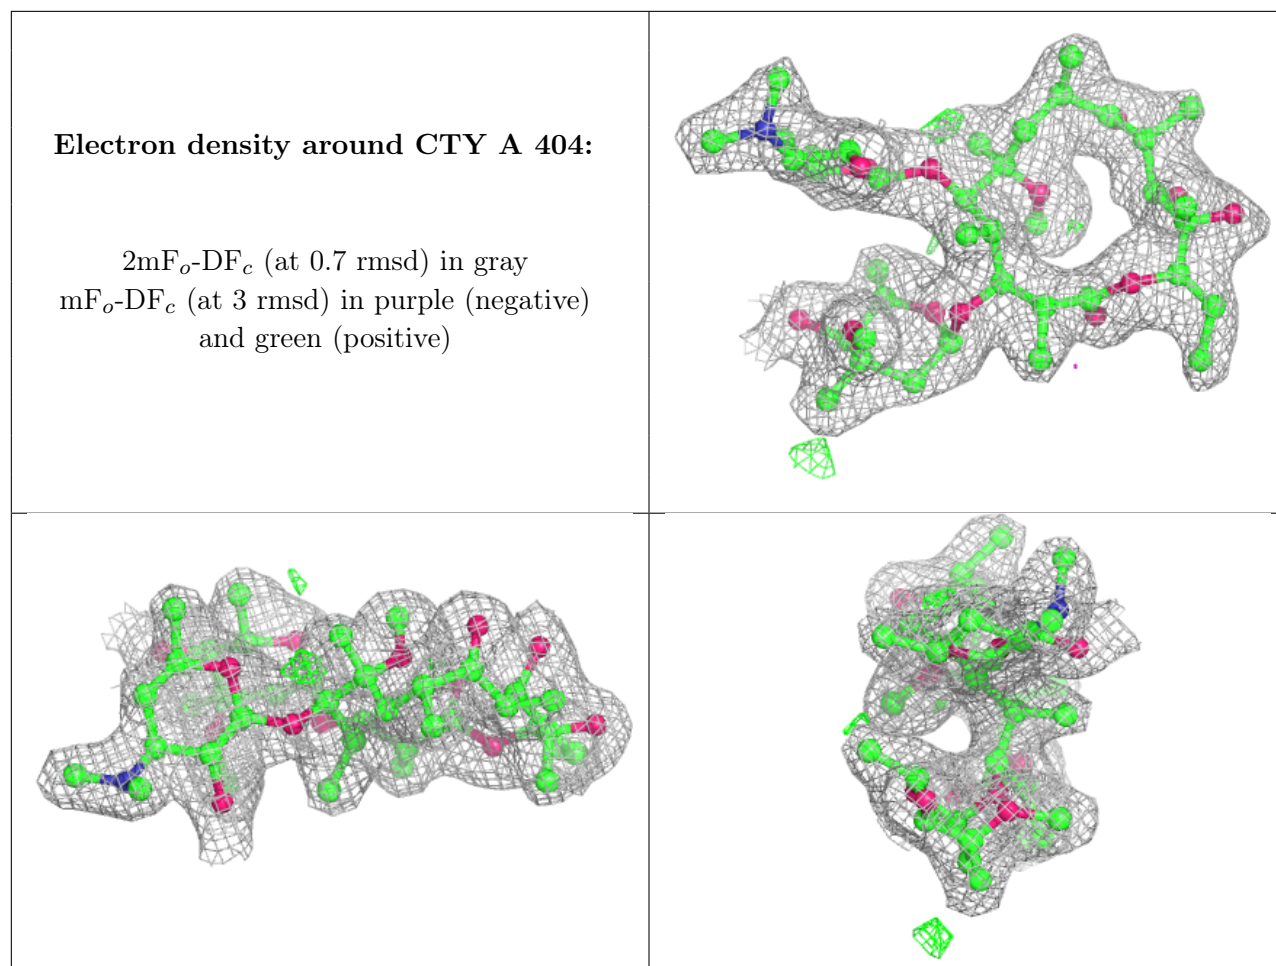 Electron density around CTY A 404:
2mFo-DFc (at 0.7 rmsd) in gray
mFo-DFc (at 3 rmsd) in purple (negative)
and green (positive)